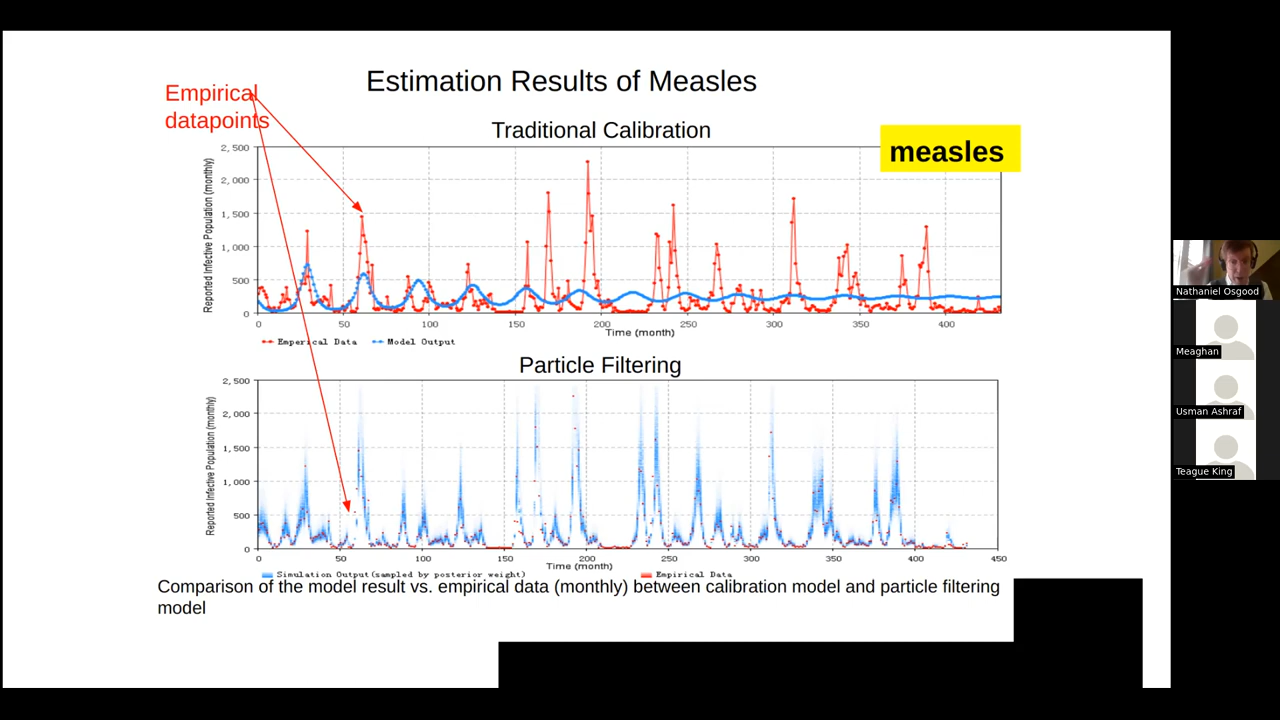 Estimation Results of Measles
Empirical
datapoints
Traditional Calibration
measles
Reported Infective Population (monthly)
2,500
2,000
1,500
1,000
500
0
0 50 100 150 200 250 300 350 400
Time (month)
Emperical Data Model Output
Particle Filtering
Reported Infective Population (monthly)
2,500
2,000
1,500
1,000
500
0
0 50 100 150 200 250 300 350 400 450
Time (month)
Simulation Output(sampled by posterior weight) Empirical Data
Comparison of the model result vs. empirical data (monthly) between calibration model and particle filtering
model
Nathaniel Osgood
Meaghan
Usman Ashraf
Teague King